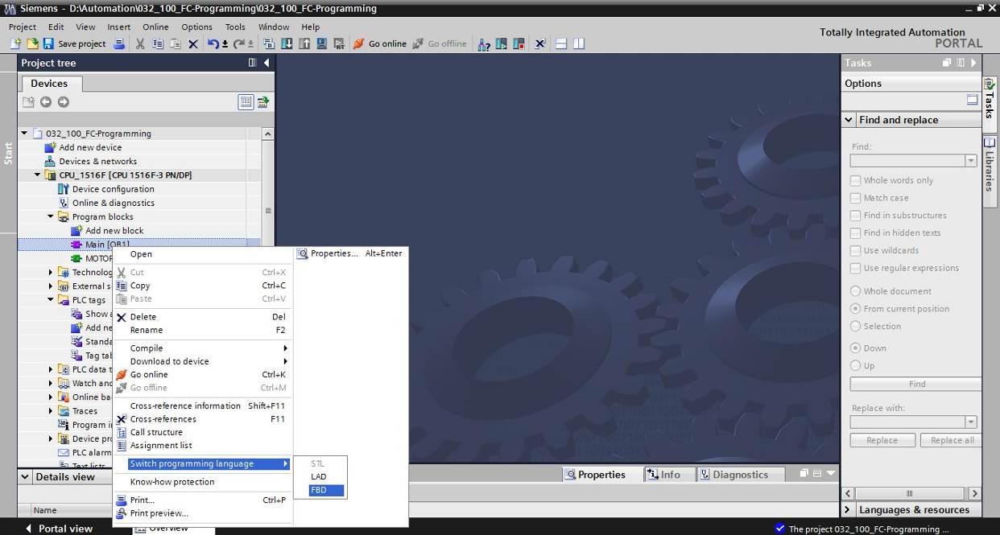 Siemens - D:\Automation\032_100_FC-Programming\032_100_FC-Programming
Project Edit View Insert Online Options Tools Window Help
Save project
Go online
Go offline
Totally Integrated Automation
PORTAL
Start
Project tree
Devices
032_100_FC-Programming
Add new device
Devices & networks
CPU_1516F [CPU 1516F-3 PN/DP]
Device configuration
Online & diagnostics
Program blocks
Add new block
Main [OB1]
MOTOR
Technolog
External s
PLC tags
Show a
Add ne
Standa
Tag tab
PLC data t
Watch and
Online ba
Traces
Program i
Device pro
PLC alarm
Text lists
Details view
Name
Portal view
Overview
Open
Cut Ctrl+X
Copy Ctrl+C
Paste Ctrl+V
Delete Del
Rename F2
Compile
Download to device
Go online Ctrl+K
Go offline Ctrl+M
Cross-reference information Shift+F11
Cross-references F11
Call structure
Assignment list
Switch programming language
Know-how protection
Print... Ctrl+P
Print preview...
Properties... Alt+Enter
STL
LAD
FBD
Properties
Info
Diagnostics
Tasks
Options
Find and replace
Find:
Whole words only
Match case
Find in substructures
Find in hidden texts
Use wildcards
Use regular expressions
Whole document
From current position
Selection
Down
Up
Find
Replace with:
Replace
Replace all
Languages & resources
Tasks
Libraries
The project 032_100_FC-Programming ...